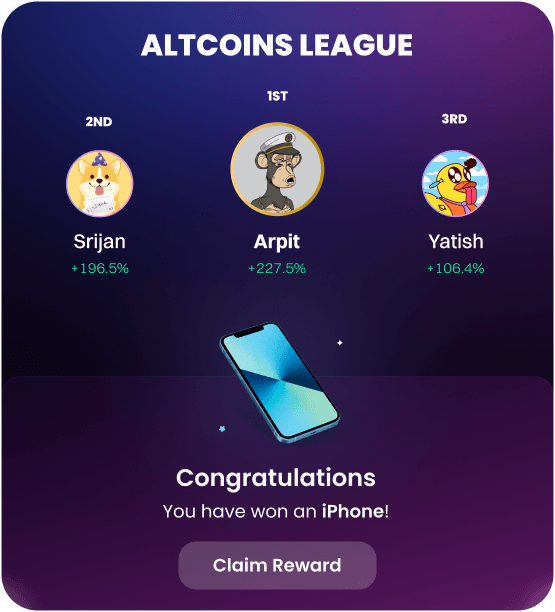 ALTCOINS LEAGUE
1ST
2ND
3RD
Srijan
Arpit
Yatish
+196.5%
+227.5%
+106.4%
Congratulations
You have won an iPhone!
Claim Reward